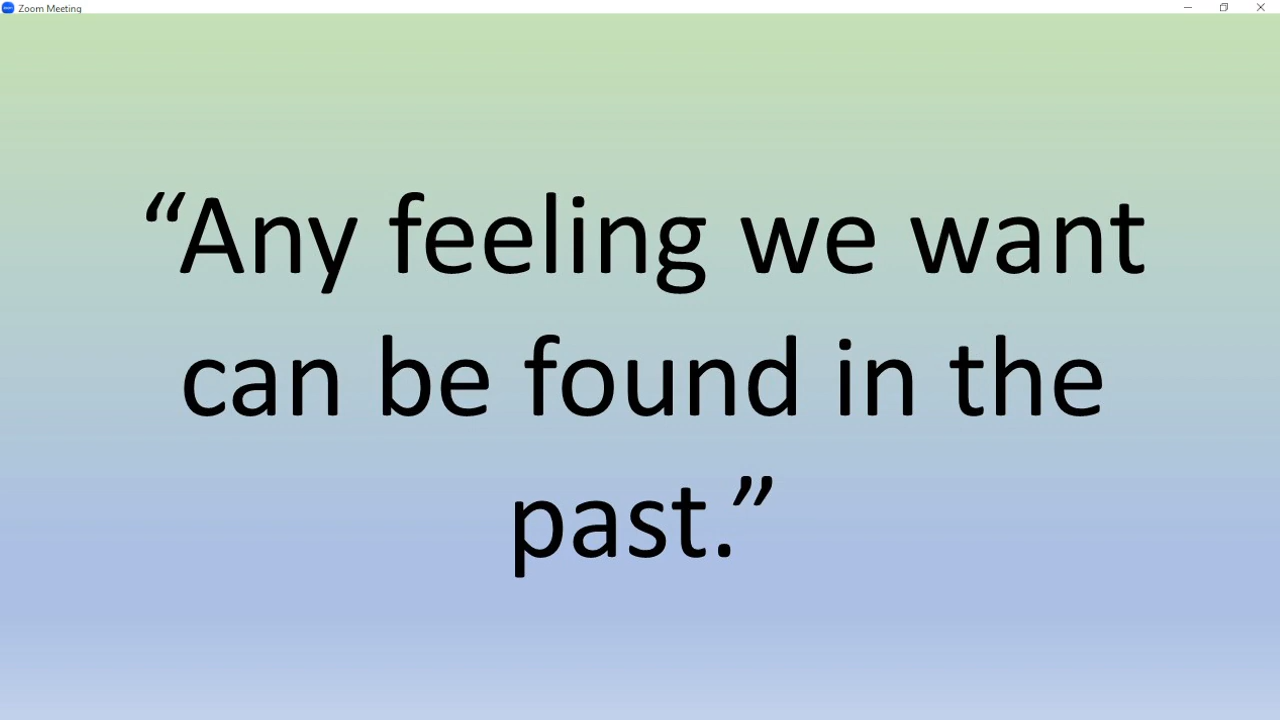 Zoom Meeting
“Any feeling we want
can be found in the
past.”